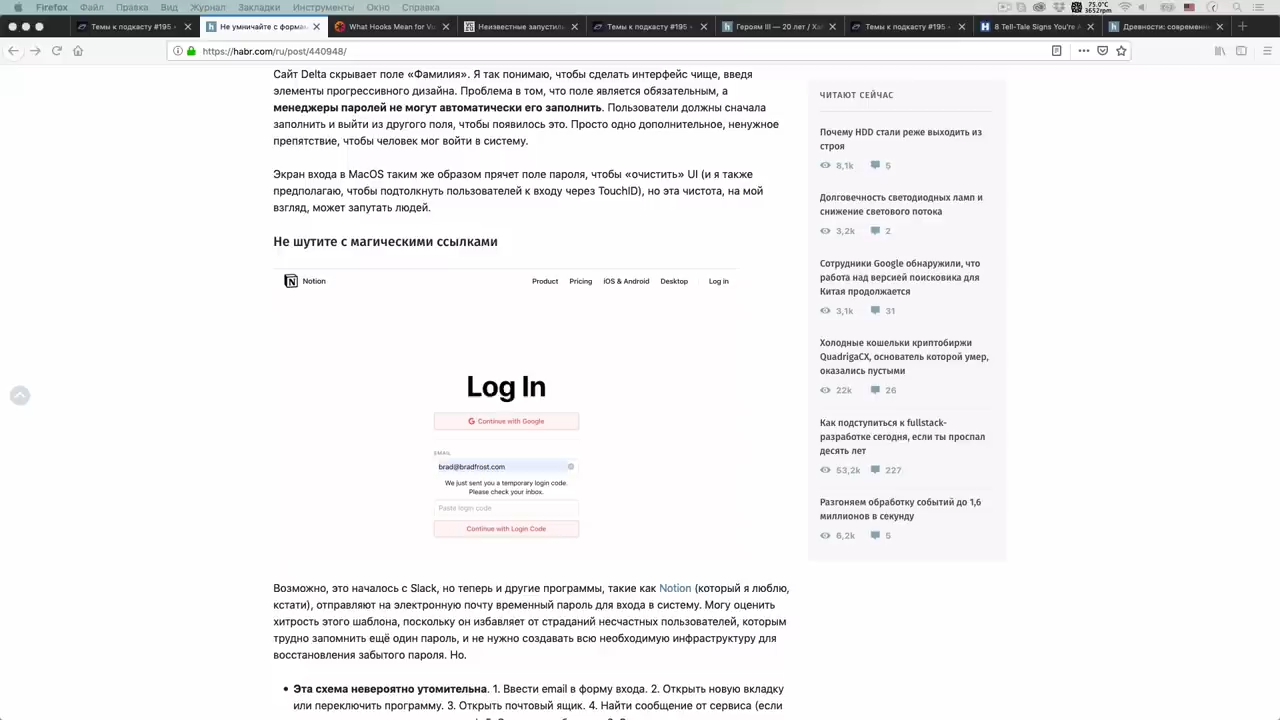 Firefox Файл Правка Вид Журнал Закладки Инструменты Окно Справка
75.0°C
3652rpm
Темы к подкасту #195
Не умничайте с формам
What Hooks Mean for Vu
Неизвестные запустили
Темы к подкасту #195
Героям III — 20 лет / Хаб
Темы к подкасту #195
8 Tell-Tale Signs You're A
Древности: современн
https://habr.com/ru/post/440948/
Сайт Delta скрывает поле «Фамилия». Я так понимаю, чтобы сделать интерфейс чище, введя
элементы прогрессивного дизайна. Проблема в том, что поле является обязательным, а
менеджеры паролей не могут автоматически его заполнить. Пользователи должны сначала
заполнить и выйти из другого поля, чтобы появилось это. Просто одно дополнительное, ненужное
препятствие, чтобы человек мог войти в систему.
Экран входа в MacOS таким же образом прячет поле пароля, чтобы «очистить» UI (и я также
предполагаю, чтобы подтолкнуть пользователей к входу через TouchID), но эта чистота, на мой
взгляд, может запутать людей.
Не шутите с магическими ссылками
Notion
Product Pricing iOS & Android Desktop Log in
Log In
Continue with Google
EMAIL
brad@bradfrost.com
We just sent you a temporary login code.
Please check your inbox.
Paste login code
Continue with Login Code
Возможно, это началось с Slack, но теперь и другие программы, такие как Notion (который я люблю,
кстати), отправляют на электронную почту временный пароль для входа в систему. Могу оценить
хитрость этого шаблона, поскольку он избавляет от страданий несчастных пользователей, которым
трудно запомнить ещё один пароль, и не нужно создавать всю необходимую инфраструктуру для
восстановления забытого пароля. Но.
• Эта схема невероятно утомительна. 1. Ввести email в форму входа. 2. Открыть новую вкладку
или переключить программу. 3. Открыть почтовый ящик. 4. Найти сообщение от сервиса (если
ЧИТАЮТ СЕЙЧАС
Почему HDD стали реже выходить из
строя
8,1k 5
Долговечность светодиодных ламп и
снижение светового потока
3,2k 2
Сотрудники Google обнаружили, что
работа над версией поисковика для
Китая продолжается
3,1k 31
Холодные кошельки криптобиржи
QuadrigaCX, основатель которой умер,
оказались пустыми
22k 26
Как подступиться к fullstack-
разработке сегодня, если ты проспал
десять лет
53,2k 227
Разгоняем обработку событий до 1,6
миллионов в секунду
6,2k 5